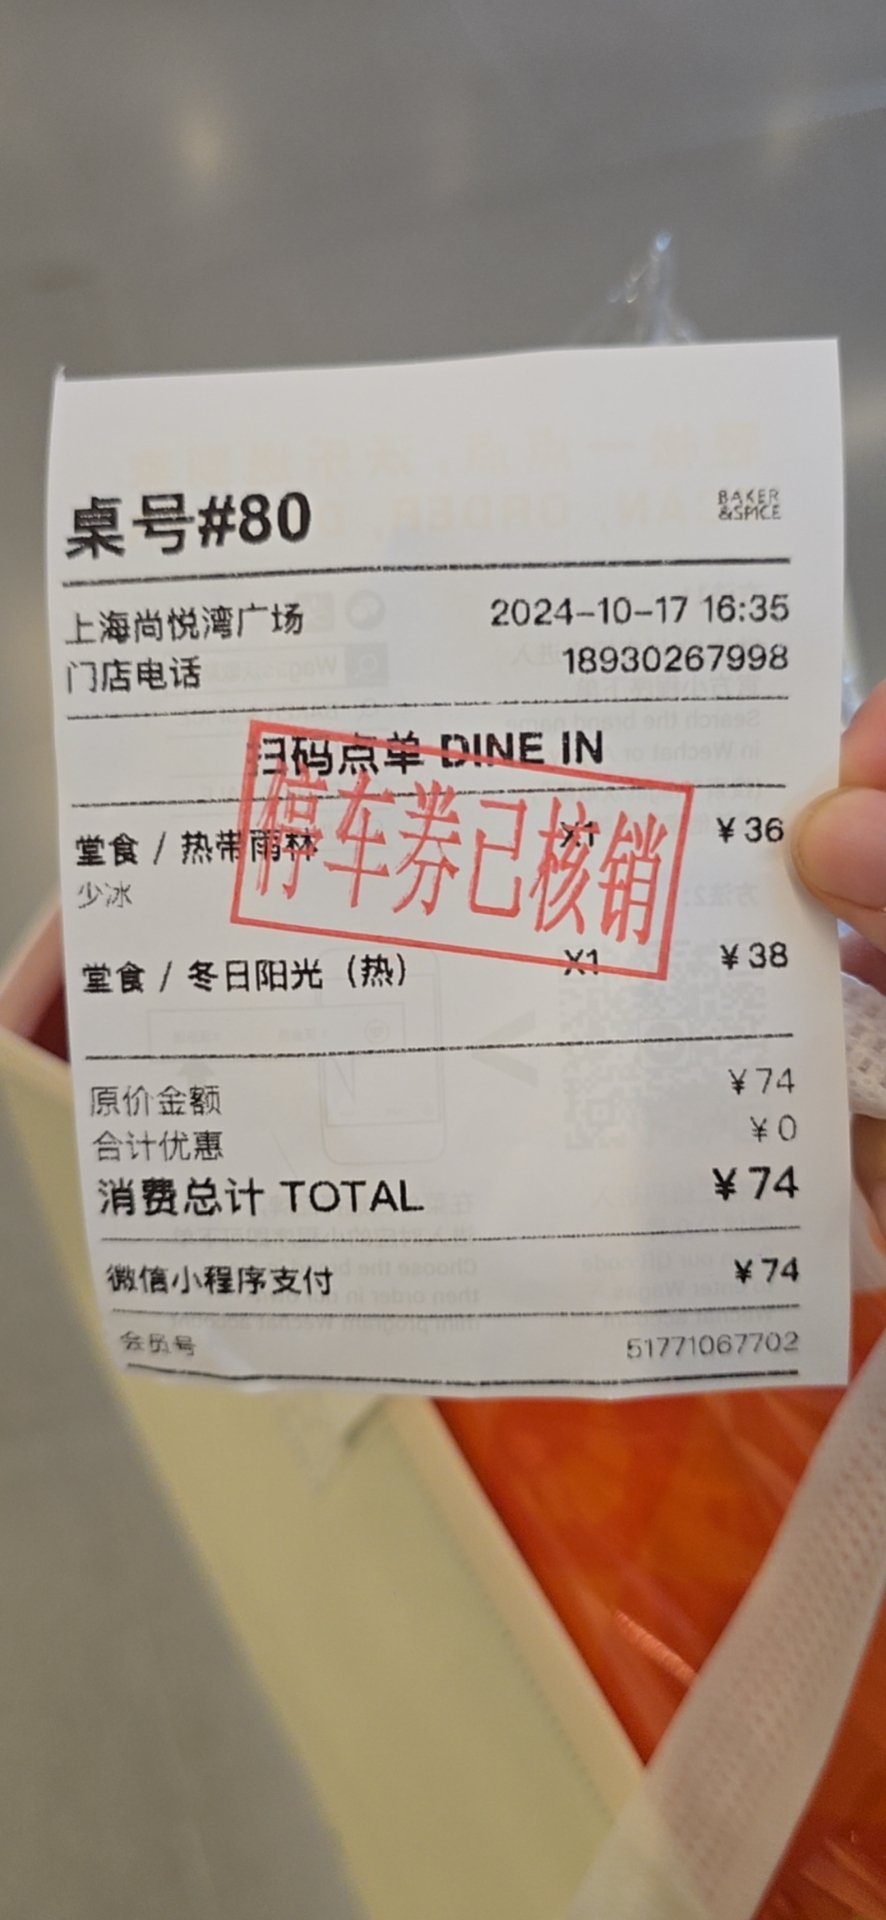 桌号#80
BAKER
&SPICE
上海尚悦湾广场 2024-10-17 16:35
门店电话 18930267998
扫码点单 DINE IN
停车券已核销
堂食 / 热带雨林 X1 ¥36
少冰
堂食 / 冬日阳光（热） X1 ¥38
原价金额 ¥74
合计优惠 ¥0
消费总计 TOTAL ¥74
微信小程序支付 ¥74
会员号 51771067702